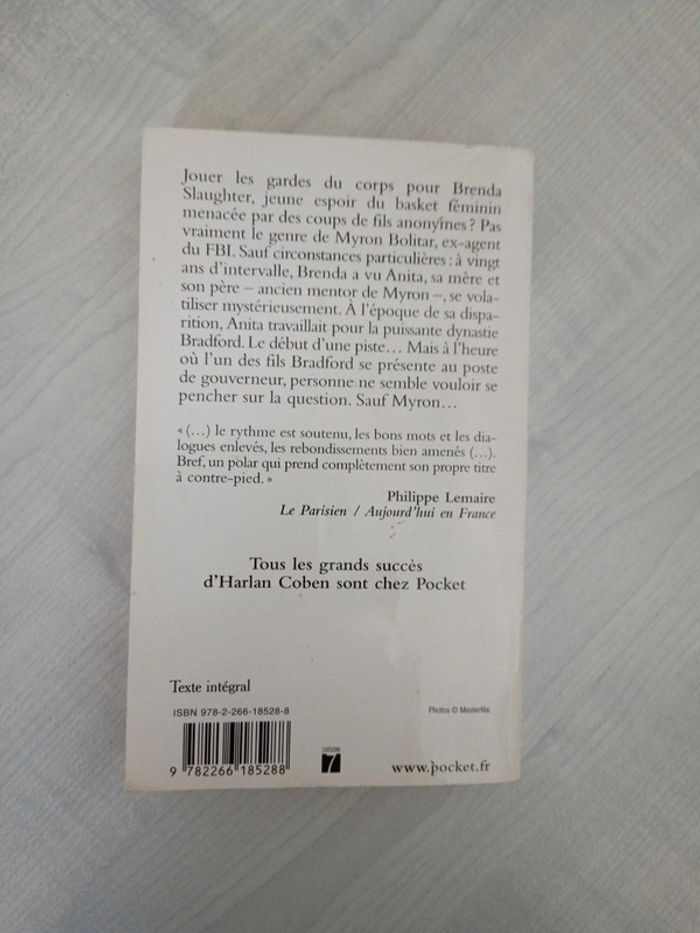 Jouer les gardes du corps pour Brenda
Slaughter, jeune espoir du basket féminin
menacée par des coups de fils anonymes ? Pas
vraiment le genre de Myron Bolitar, ex-agent
du FBI. Sauf circonstances particulières : à vingt
ans d'intervalle, Brenda a vu Anita, sa mère et
son père – ancien mentor de Myron –, se vola-
tiliser mystérieusement. À l'époque de sa dispa-
rition, Anita travaillait pour la puissante dynastie
Bradford. Le début d'une piste… Mais à l'heure
où l'un des fils Bradford se présente au poste
de gouverneur, personne ne semble vouloir se
pencher sur la question. Sauf Myron…
« (…) le rythme est soutenu, les bons mots et les dia-
logues enlevés, les rebondissements bien amenés (…).
Bref, un polar qui prend complètement son propre titre
à contre-pied. »
Philippe Lemaire
Le Parisien / Aujourd'hui en France
Tous les grands succès
d'Harlan Coben sont chez Pocket
Texte intégral
ISBN 978-2-266-18528-8
Photos © Masterfile.
9 782266 185288
CATÉGORIE
7
www.pocket.fr